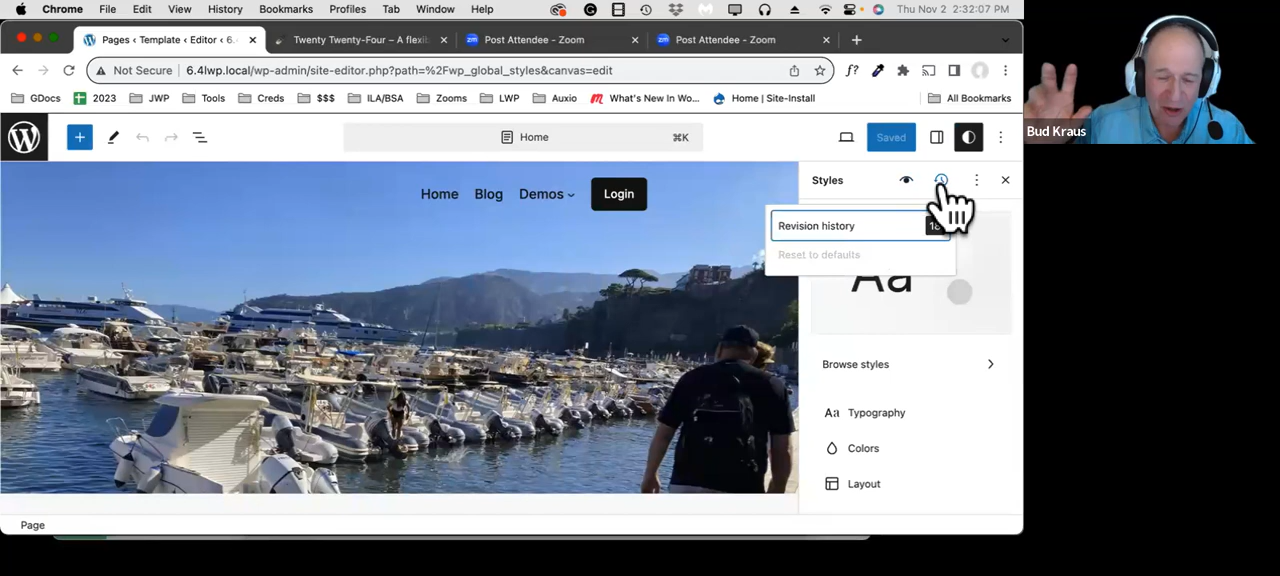 Chrome File Edit View History Bookmarks Profiles Tab Window Help Thu Nov 2 2:32:07 PM
Pages ‹ Template ‹ Editor ‹ 6. Twenty Twenty-Four – A flexi Post Attendee - Zoom Post Attendee - Zoom
Not Secure 6.4lwp.local/wp-admin/site-editor.php?path=%2Fwp_global_styles&canvas=edit
GDocs 2023 JWP Tools Creds $$$ ILA/BSA Zooms LWP Auxio What's New In Wo... Home | Site-Install All Bookmarks
Bud Kraus
Home ⌘K Saved
Styles
Home Blog Demos Login
Revision history
Reset to defaults
Aa
Browse styles
Aa Typography
Colors
Layout
Page